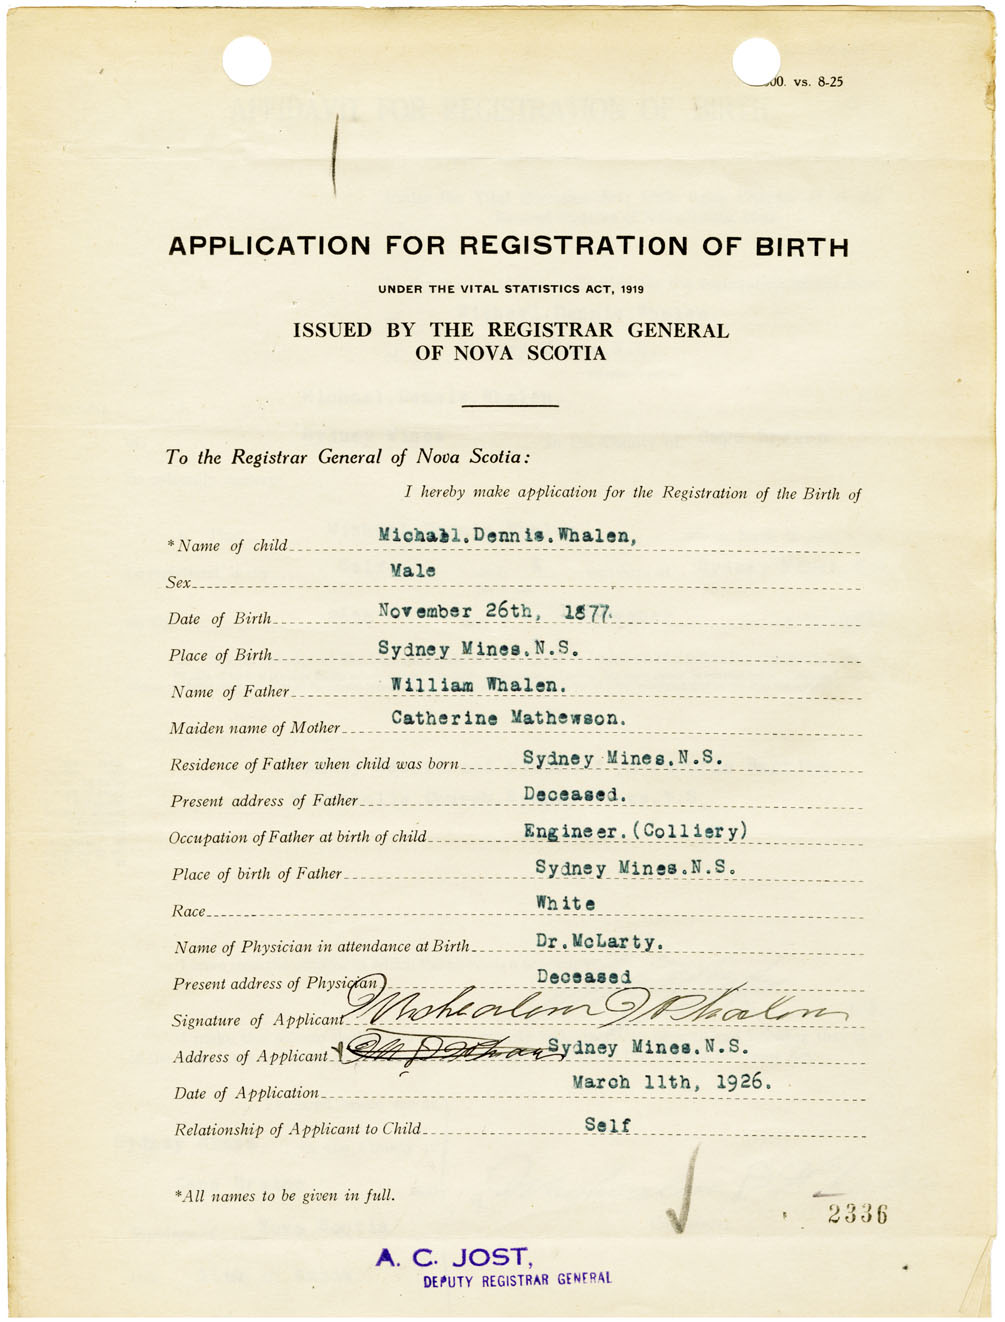 00. vs. 8-25
APPLICATION FOR REGISTRATION OF BIRTH
UNDER THE VITAL STATISTICS ACT, 1919
ISSUED BY THE REGISTRAR GENERAL
OF NOVA SCOTIA
To the Registrar General of Nova Scotia:
I hereby make application for the Registration of the Birth of
*Name of child Michall.Dennis.Whalen,
Sex Male
Date of Birth November 26th, 1877.
Place of Birth Sydney Mines.N.S.
Name of Father William Whalen.
Maiden name of Mother Catherine Mathewson.
Residence of Father when child was born Sydney Mines.N.S.
Present address of Father Deceased.
Occupation of Father at birth of child Engineer.(Colliery)
Place of birth of Father Sydney Mines.N.S.
Race White
Name of Physician in attendance at Birth Dr.McLarty.
Present address of Physician Deceased
Signature of Applicant
Address of Applicant Sydney Mines.N.S.
Date of Application March 11th, 1926.
Relationship of Applicant to Child Self
*All names to be given in full.
2336
A. C. JOST,
DEPUTY REGISTRAR GENERAL